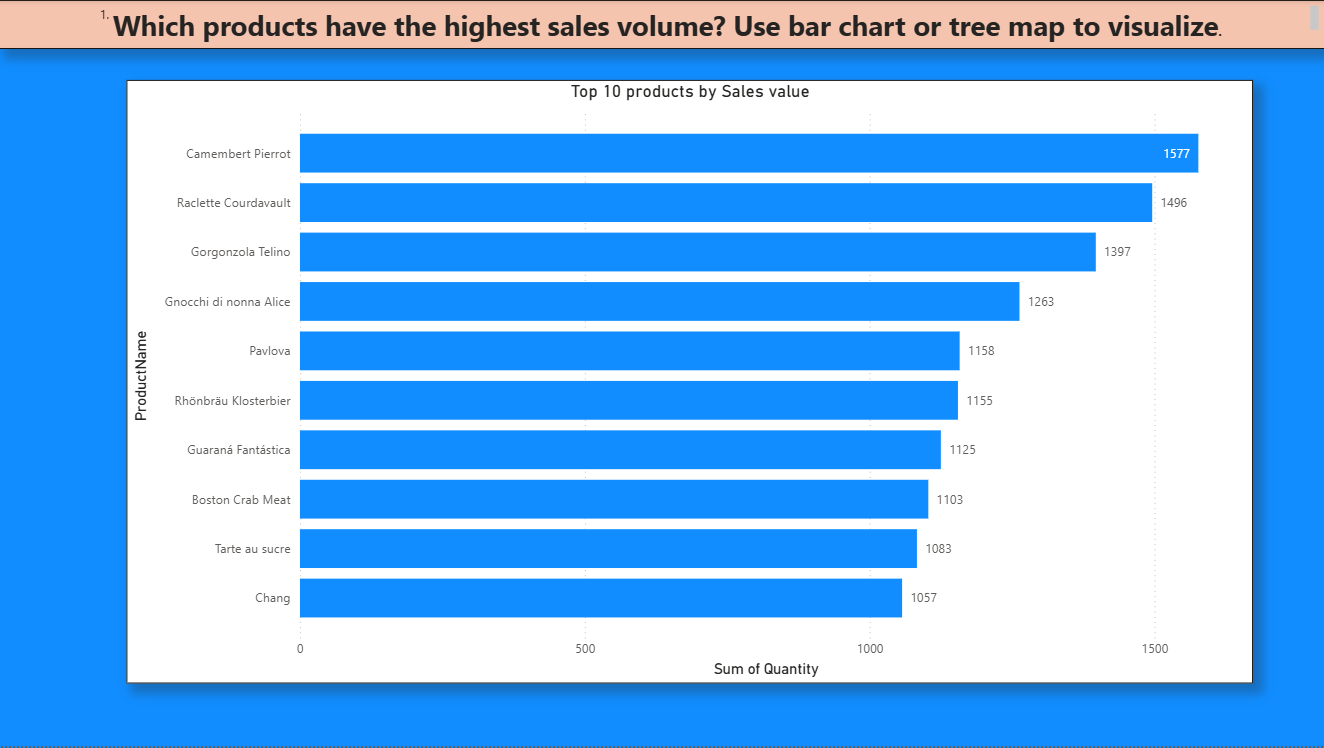 1. Which products have the highest sales volume? Use bar chart or tree map to visualize.
Top 10 products by Sales value
Camembert Pierrot 1577
Raclette Courdavault 1496
Gorgonzola Telino 1397
Gnocchi di nonna Alice 1263
Pavlova 1158
Rhönbräu Klosterbier 1155
Guaraná Fantástica 1125
Boston Crab Meat 1103
Tarte au sucre 1083
Chang 1057
ProductName
0 500 1000 1500
Sum of Quantity